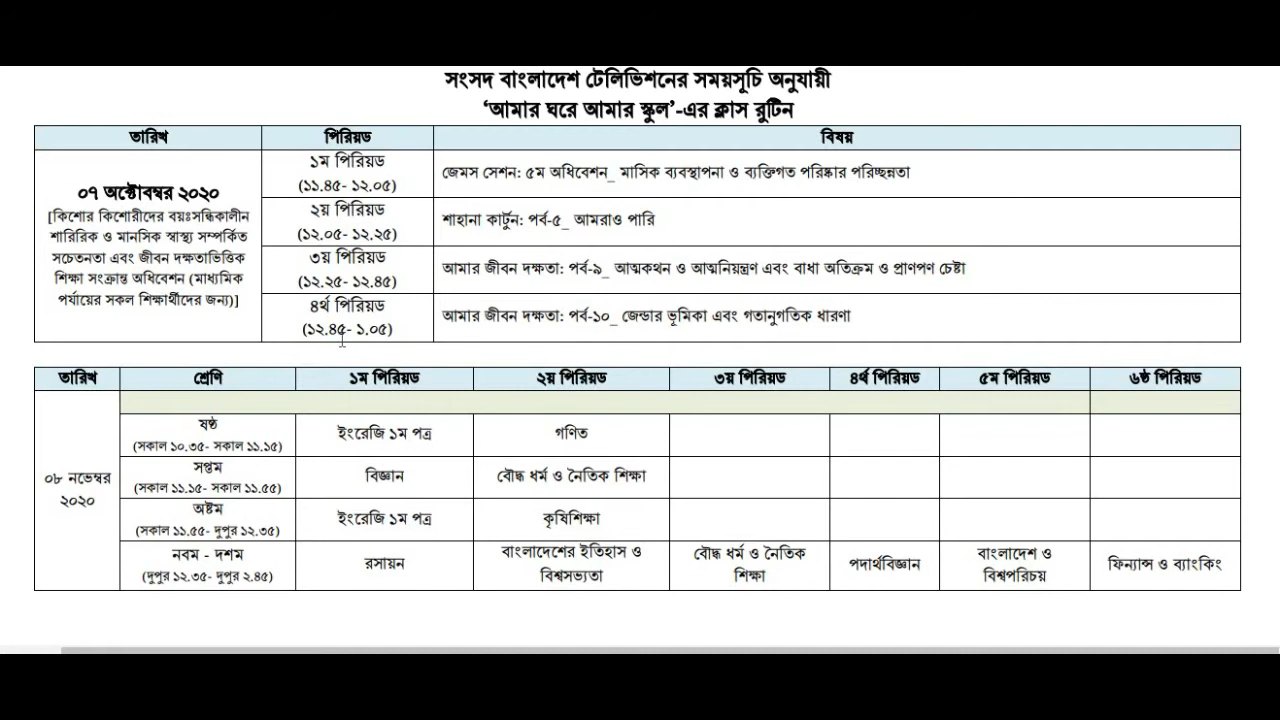 সংসদ বাংলাদেশ টেলিভিশনের সময়সূচি অনুযায়ী
‘আমার ঘরে আমার স্কুল’-এর ক্লাস রুটিন
তারিখ পিরিয়ড বিষয়
০৭ অক্টোবম্বর ২০২০
[কিশোর কিশোরীদের বয়ঃসন্ধিকালীন
শারিরিক ও মানসিক স্বাস্থ্য সম্পর্কিত
সচেতনতা এবং জীবন দক্ষতাভিত্তিক
শিক্ষা সংক্রান্ত অধিবেশন (মাধ্যমিক
পর্যায়ের সকল শিক্ষার্থীদের জন্য)]
১ম পিরিয়ড
(১১.৪৫- ১২.০৫)
জেমস সেশন: ৫ম অধিবেশন_ মাসিক ব্যবস্থাপনা ও ব্যক্তিগত পরিষ্কার পরিচ্ছন্নতা
২য় পিরিয়ড
(১২.০৫- ১২.২৫)
শাহানা কার্টুন: পর্ব-৫_ আমরাও পারি
৩য় পিরিয়ড
(১২.২৫- ১২.৪৫)
আমার জীবন দক্ষতা: পর্ব-৯_ আত্মকথন ও আত্মনিয়ন্ত্রণ এবং বাধা অতিক্রম ও প্রাণপণ চেষ্টা
৪র্থ পিরিয়ড
(১২.৪৫- ১.০৫)
আমার জীবন দক্ষতা: পর্ব-১০_ জেন্ডার ভূমিকা এবং গতানুগতিক ধারণা
তারিখ শ্রেণি ১ম পিরিয়ড ২য় পিরিয়ড ৩য় পিরিয়ড ৪র্থ পিরিয়ড ৫ম পিরিয়ড ৬ষ্ঠ পিরিয়ড
০৮ নভেম্বর
২০২০
ষষ্ঠ
(সকাল ১০.৩৫- সকাল ১১.১৫)
ইংরেজি ১ম পত্র
গণিত
সপ্তম
(সকাল ১১.১৫- সকাল ১১.৫৫)
বিজ্ঞান
বৌদ্ধ ধর্ম ও নৈতিক শিক্ষা
অষ্টম
(সকাল ১১.৫৫- দুপুর ১২.৩৫)
ইংরেজি ১ম পত্র
কৃষিশিক্ষা
নবম - দশম
(দুপুর ১২.৩৫- দুপুর ২.৪৫)
রসায়ন
বাংলাদেশের ইতিহাস ও
বিশ্বসভ্যতা
বৌদ্ধ ধর্ম ও নৈতিক
শিক্ষা
পদার্থবিজ্ঞান
বাংলাদেশ ও
বিশ্বপরিচয়
ফিন্যান্স ও ব্যাংকিং